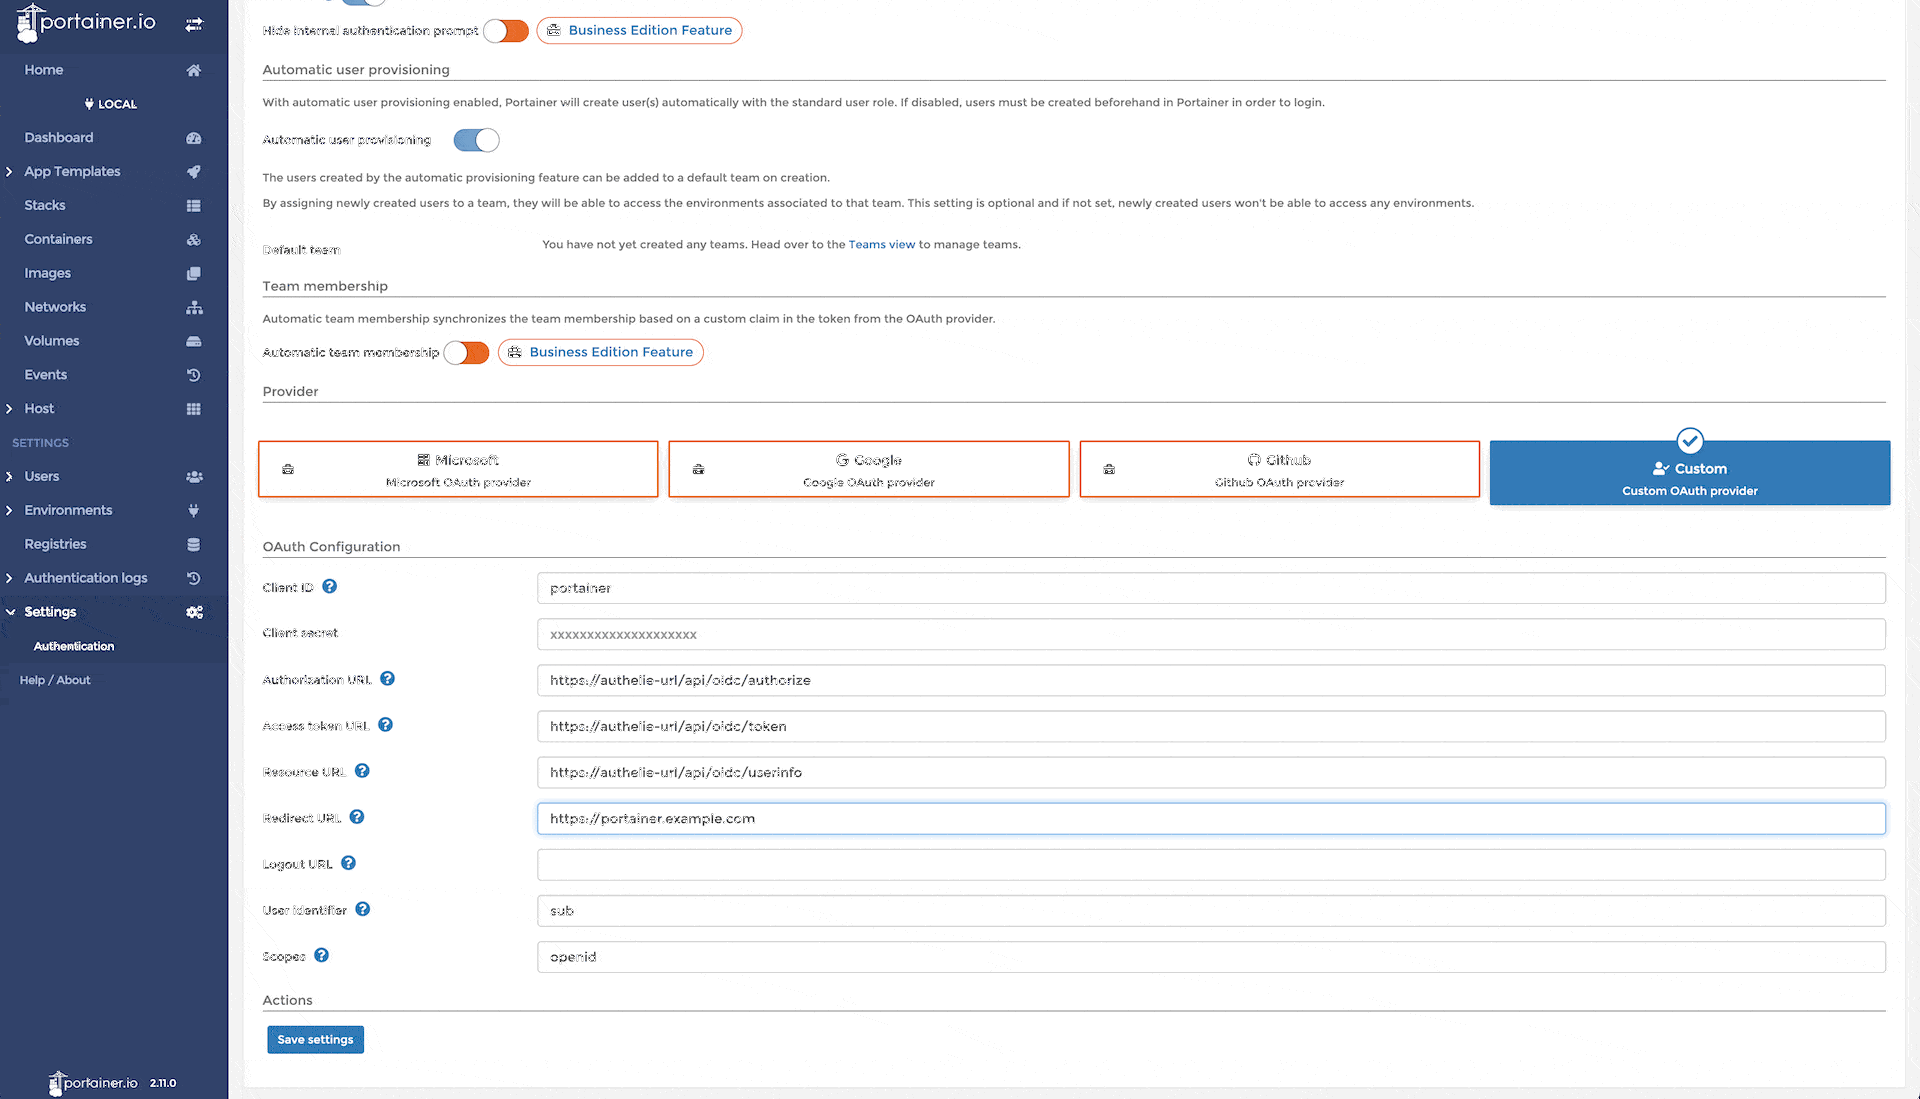 portainer.io
Home
LOCAL
Dashboard
App Templates
Stacks
Containers
Images
Networks
Volumes
Events
Host
SETTINGS
Users
Environments
Registries
Authentication logs
Settings
Authentication
Help / About
portainer.io 2.11.0
Hide internal authentication prompt Business Edition Feature
Automatic user provisioning
With automatic user provisioning enabled, Portainer will create user(s) automatically with the standard user role. If disabled, users must be created beforehand in Portainer in order to login.
Automatic user provisioning
The users created by the automatic provisioning feature can be added to a default team on creation.
By assigning newly created users to a team, they will be able to access the environments associated to that team. This setting is optional and if not set, newly created users won't be able to access any environments.
Default team You have not yet created any teams. Head over to the Teams view to manage teams.
Team membership
Automatic team membership synchronizes the team membership based on a custom claim in the token from the OAuth provider.
Automatic team membership Business Edition Feature
Provider
Microsoft
Microsoft OAuth provider
Google
Google OAuth provider
Github
Github OAuth provider
Custom
Custom OAuth provider
OAuth Configuration
Client ID portainer
Client secret xxxxxxxxxxxxxxxxxxxx
Authorization URL https://authelie-url/api/oidc/authorize
Access token URL https://authelie-url/api/oidc/token
Resource URL https://authelie-url/api/oidc/userinfo
Redirect URL https://portainer.example.com
Logout URL
User identifier sub
Scopes openid
Actions
Save settings